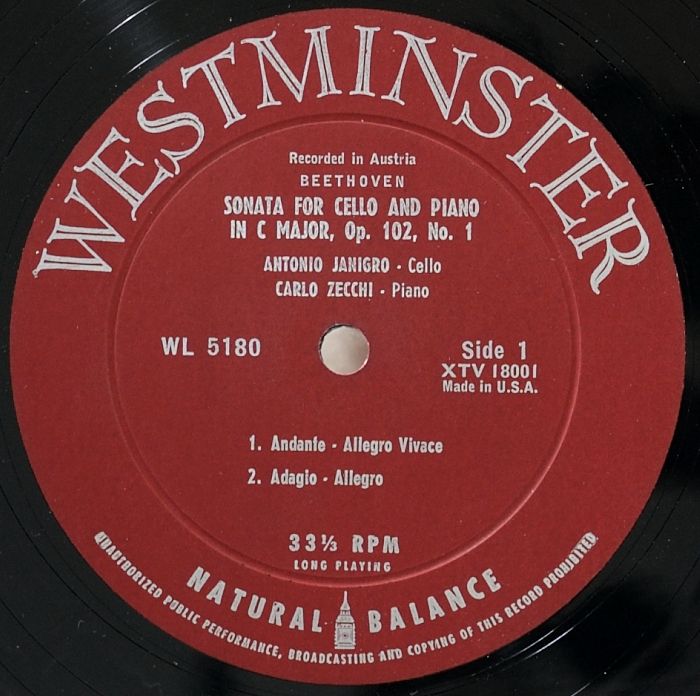 WESTMINSTER
Recorded in Austria
BEETHOVEN
SONATA FOR CELLO AND PIANO
IN C MAJOR, Op. 102, No. 1
ANTONIO JANIGRO - Cello
CARLO ZECCHI - Piano
WL 5180
Side 1
XTV 18001
Made in U.S.A.
1. Andante - Allegro Vivace
2. Adagio - Allegro
33⅓ RPM
LONG PLAYING
NATURAL BALANCE
UNAUTHORIZED PUBLIC PERFORMANCE, BROADCASTING AND COPYING OF THIS RECORD PROHIBITED